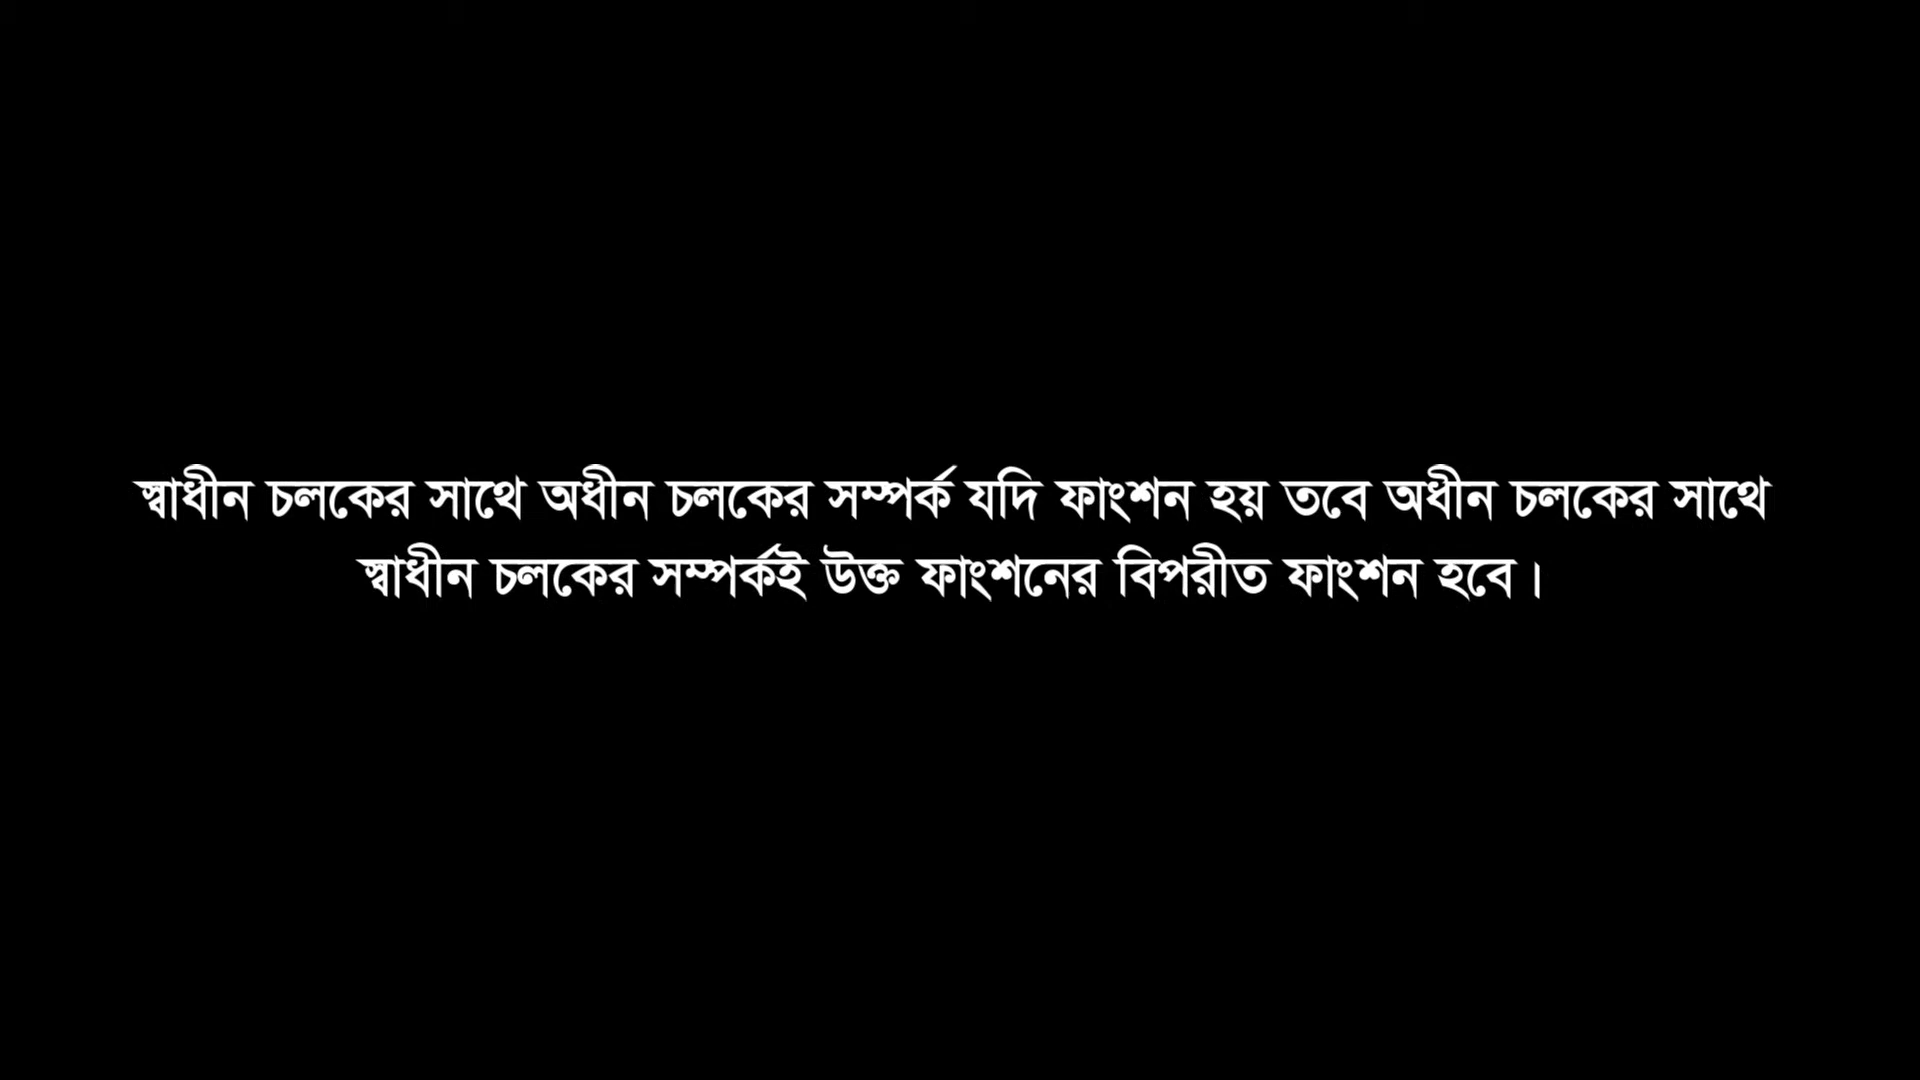 স্বাধীন চলকের সাথে অধীন চলকের সম্পর্ক যদি ফাংশন হয় তবে অধীন চলকের সাথে
স্বাধীন চলকের সম্পর্কই উক্ত ফাংশনের বিপরীত ফাংশন হবে।